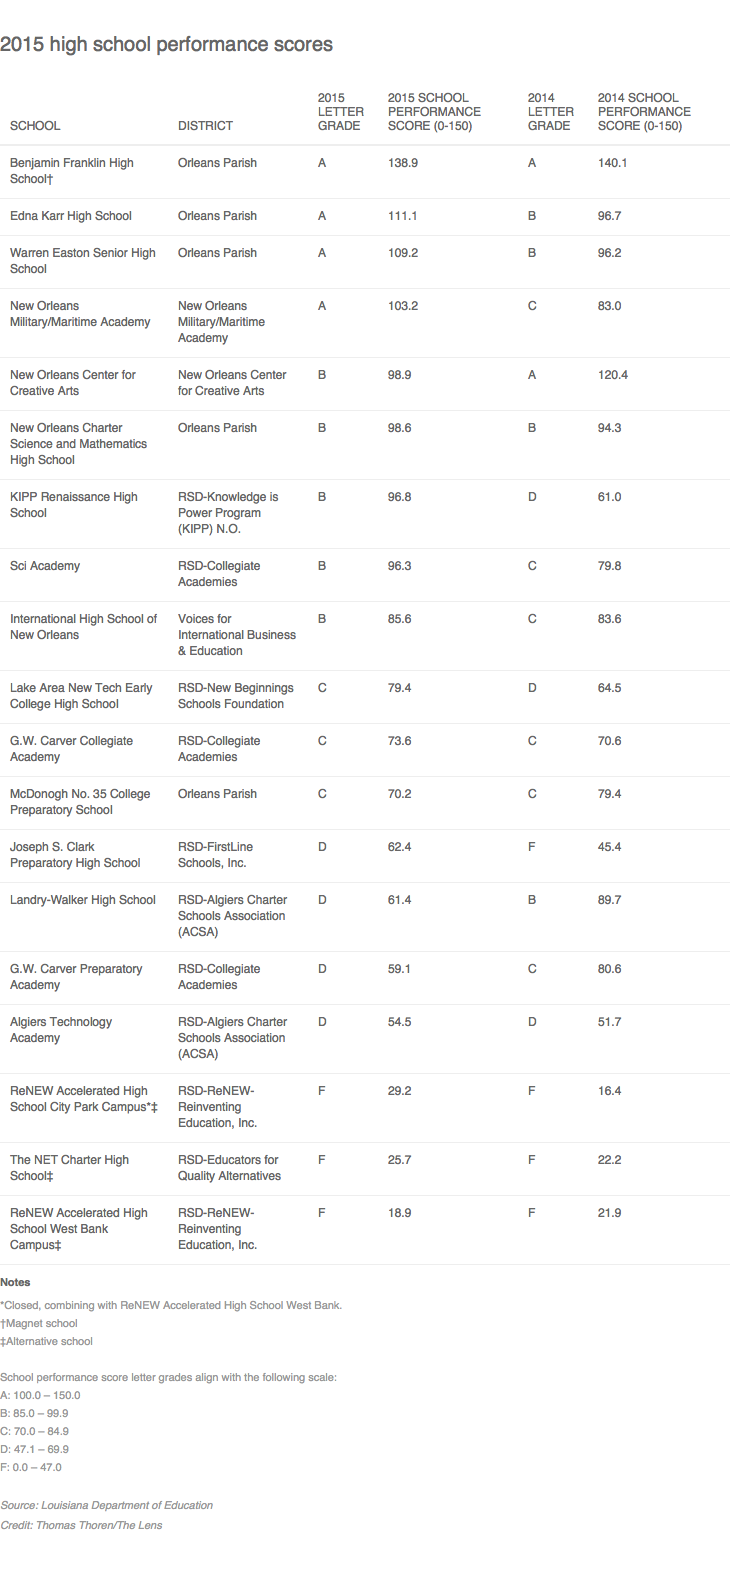 2015 high school performance scores
SCHOOL DISTRICT 2015 LETTER GRADE 2015 SCHOOL PERFORMANCE SCORE (0-150) 2014 LETTER GRADE 2014 SCHOOL PERFORMANCE SCORE (0-150)
Benjamin Franklin High School† Orleans Parish A 138.9 A 140.1
Edna Karr High School Orleans Parish A 111.1 B 96.7
Warren Easton Senior High School Orleans Parish A 109.2 B 96.2
New Orleans Military/Maritime Academy New Orleans Military/Maritime Academy A 103.2 C 83.0
New Orleans Center for Creative Arts New Orleans Center for Creative Arts B 98.9 A 120.4
New Orleans Charter Science and Mathematics High School Orleans Parish B 98.6 B 94.3
KIPP Renaissance High School RSD-Knowledge is Power Program (KIPP) N.O. B 96.8 D 61.0
Sci Academy RSD-Collegiate Academies B 96.3 C 79.8
International High School of New Orleans Voices for International Business & Education B 85.6 C 83.6
Lake Area New Tech Early College High School RSD-New Beginnings Schools Foundation C 79.4 D 64.5
G.W. Carver Collegiate Academy RSD-Collegiate Academies C 73.6 C 70.6
McDonogh No. 35 College Preparatory School Orleans Parish C 70.2 C 79.4
Joseph S. Clark Preparatory High School RSD-FirstLine Schools, Inc. D 62.4 F 45.4
Landry-Walker High School RSD-Algiers Charter Schools Association (ACSA) D 61.4 B 89.7
G.W. Carver Preparatory Academy RSD-Collegiate Academies D 59.1 C 80.6
Algiers Technology Academy RSD-Algiers Charter Schools Association (ACSA) D 54.5 D 51.7
ReNEW Accelerated High School City Park Campus*‡ RSD-ReNEW-Reinventing Education, Inc. F 29.2 F 16.4
The NET Charter High School‡ RSD-Educators for Quality Alternatives F 25.7 F 22.2
ReNEW Accelerated High School West Bank Campus‡ RSD-ReNEW-Reinventing Education, Inc. F 18.9 F 21.9
Notes
*Closed, combining with ReNEW Accelerated High School West Bank.
†Magnet school
‡Alternative school
School performance score letter grades align with the following scale:
A: 100.0 – 150.0
B: 85.0 – 99.9
C: 70.0 – 84.9
D: 47.1 – 69.9
F: 0.0 – 47.0
Source: Louisiana Department of Education
Credit: Thomas Thoren/The Lens